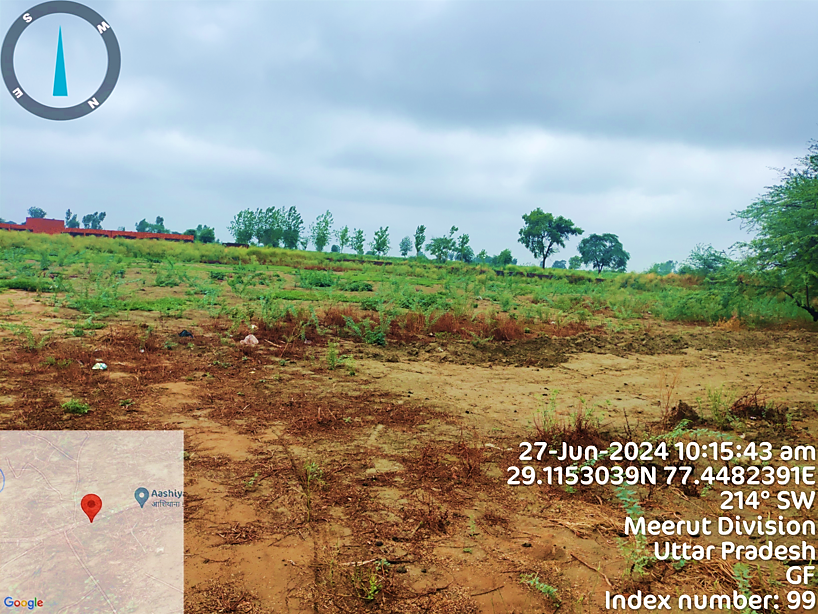 S
W
E
N
27-Jun-2024 10:15:43 am
29.1153039N 77.4482391E
214° SW
Meerut Division
Uttar Pradesh
GF
Index number: 99
Aashiya
आशियाना
Google